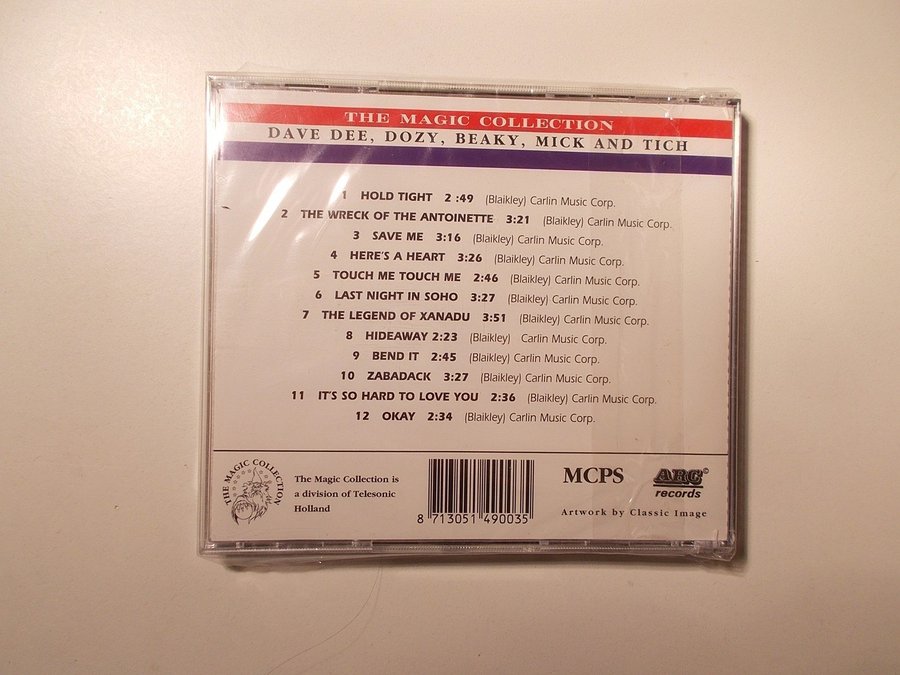 THE MAGIC COLLECTION
DAVE DEE, DOZY, BEAKY, MICK AND TICH
1 HOLD TIGHT 2 :49 (Blaikley) Carlin Music Corp.
2 THE WRECK OF THE ANTOINETTE 3:21 (Blaikley) Carlin Music Corp.
3 SAVE ME 3:16 (Blaikley) Carlin Music Corp.
4 HERE'S A HEART 3:26 (Blaikley) Carlin Music Corp.
5 TOUCH ME TOUCH ME 2:46 (Blaikley) Carlin Music Corp.
6 LAST NIGHT IN SOHO 3:27 (Blaikley) Carlin Music Corp.
7 THE LEGEND OF XANADU 3:51 (Blaikley) Carlin Music Corp.
8 HIDEAWAY 2:23 (Blaikley) Carlin Music Corp.
9 BEND IT 2:45 (Blaikley) Carlin Music Corp.
10 ZABADACK 3:27 (Blaikley) Carlin Music Corp.
11 IT'S SO HARD TO LOVE YOU 2:36 (Blaikley) Carlin Music Corp.
12 OKAY 2:34 (Blaikley) Carlin Music Corp.
THE MAGIC COLLECTION
The Magic Collection is
a division of Telesonic
Holland
8 713051 490035
MCPS
ARC©
records
Artwork by Classic Image